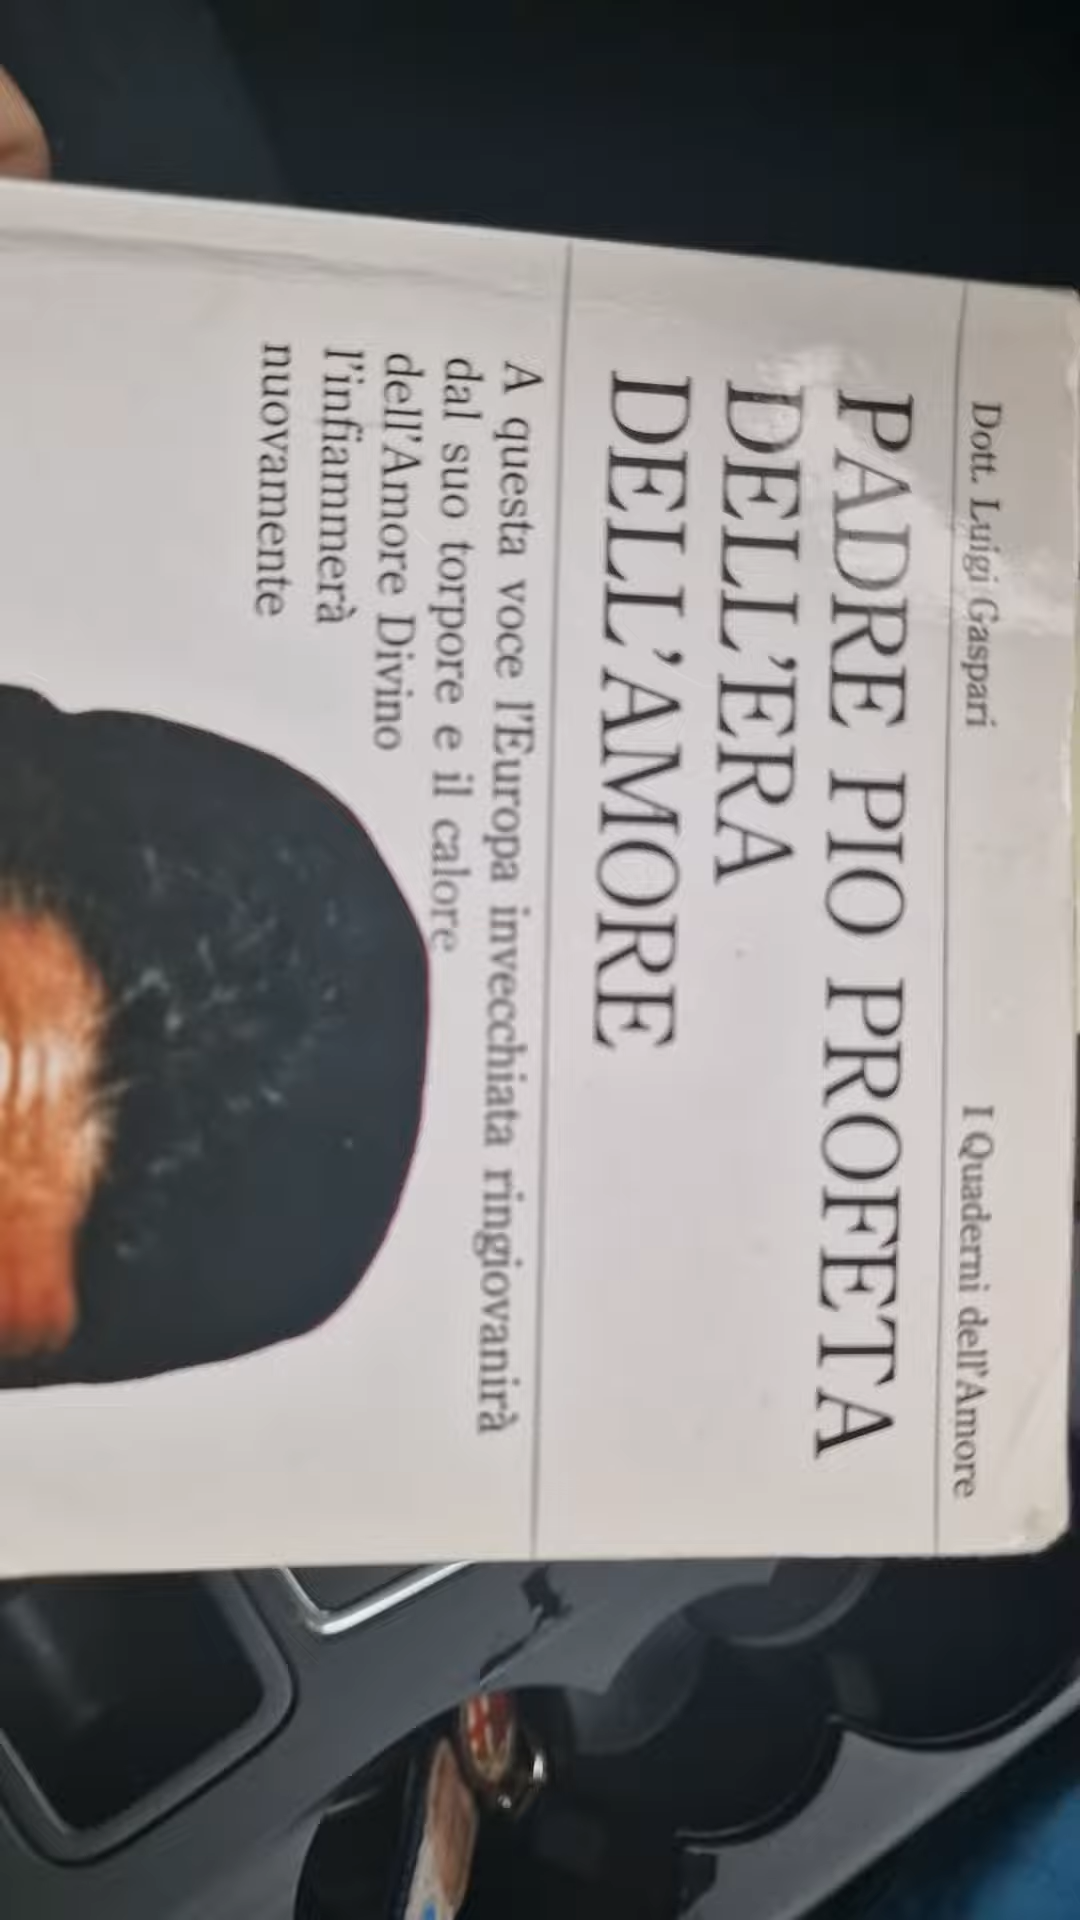 Dott. Luigi Gaspari
I Quaderni dell'Amore
PADRE PIO PROFETA
DELL'ERA
DELL'AMORE
A questa voce l'Europa invecchiata ringiovanirà
dal suo torpore e il calore
dell'Amore Divino
l'infiammerà
nuovamente